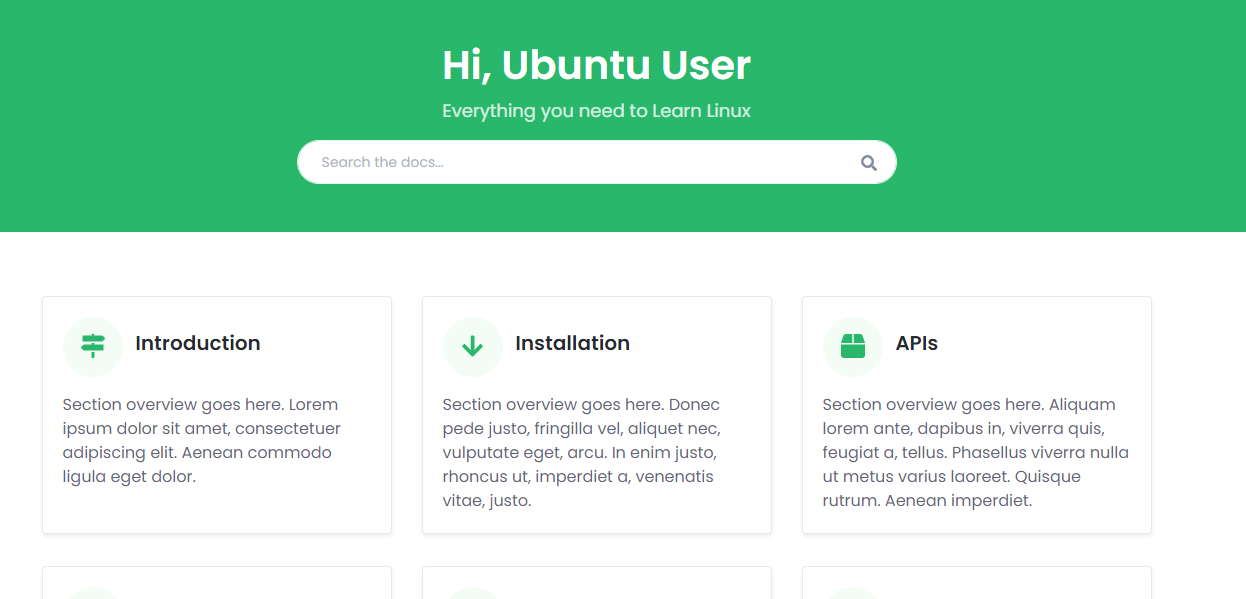 Hi, Ubuntu User
Everything you need to Learn Linux
Search the docs...
Introduction
Section overview goes here. Lorem
ipsum dolor sit amet, consectetuer
adipiscing elit. Aenean commodo
ligula eget dolor.
Installation
Section overview goes here. Donec
pede justo, fringilla vel, aliquet nec,
vulputate eget, arcu. In enim justo,
rhoncus ut, imperdiet a, venenatis
vitae, justo.
APIs
Section overview goes here. Aliquam
lorem ante, dapibus in, viverra quis,
feugiat a, tellus. Phasellus viverra nulla
ut metus varius laoreet. Quisque
rutrum. Aenean imperdiet.